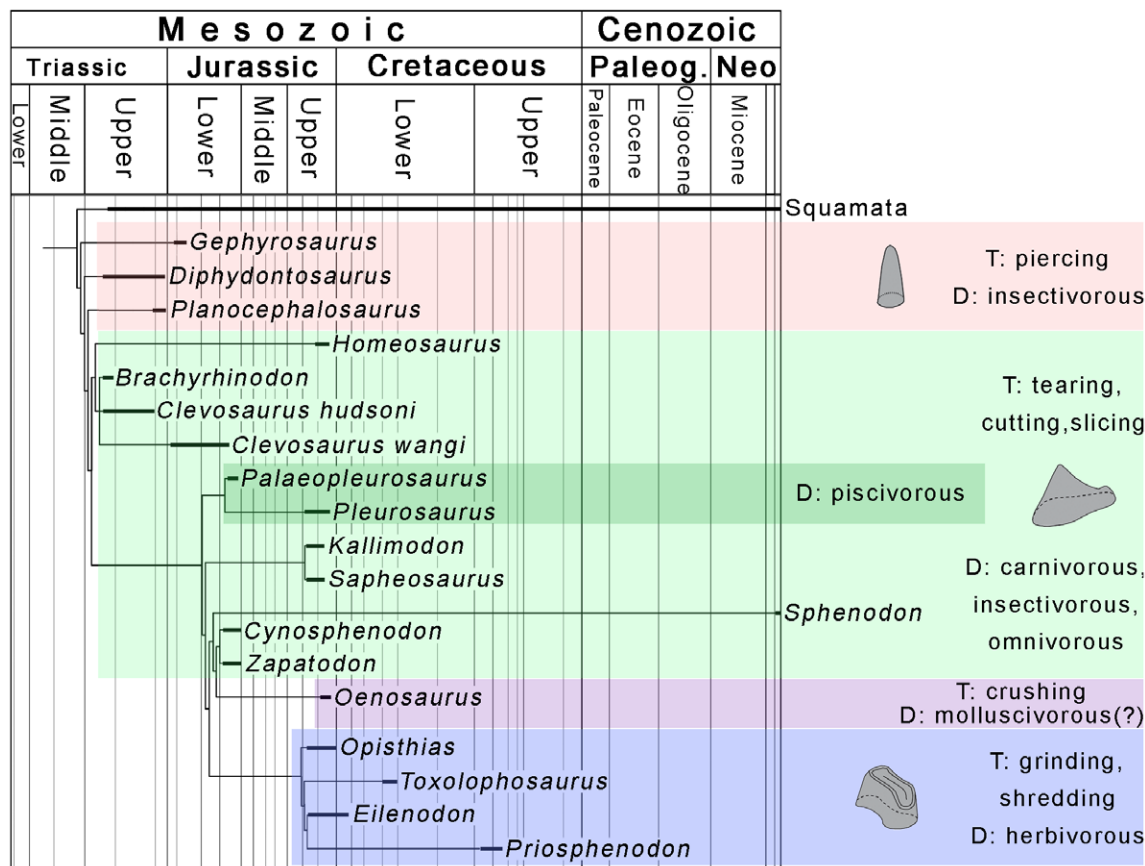 Mesozoic Cenozoic
Triassic Jurassic Cretaceous Paleog. Neo
Lower Middle Upper Lower Middle Upper Lower Upper Paleocene Eocene Oligocene Miocene
Squamata
Gephyrosaurus
T: piercing
Diphydontosaurus
D: insectivorous
Planocephalosaurus
Homeosaurus
Brachyrhinodon
T: tearing,
Clevosaurus hudsoni
cutting,slicing
Clevosaurus wangi
Palaeopleurosaurus
D: piscivorous
Pleurosaurus
Kallimodon
D: carnivorous,
Sapheosaurus
insectivorous,
Sphenodon
Cynosphenodon
omnivorous
Zapatodon
Oenosaurus
T: crushing
D: molluscivorous(?)
Opisthias
T: grinding,
Toxolophosaurus
shredding
Eilenodon
D: herbivorous
Priosphenodon